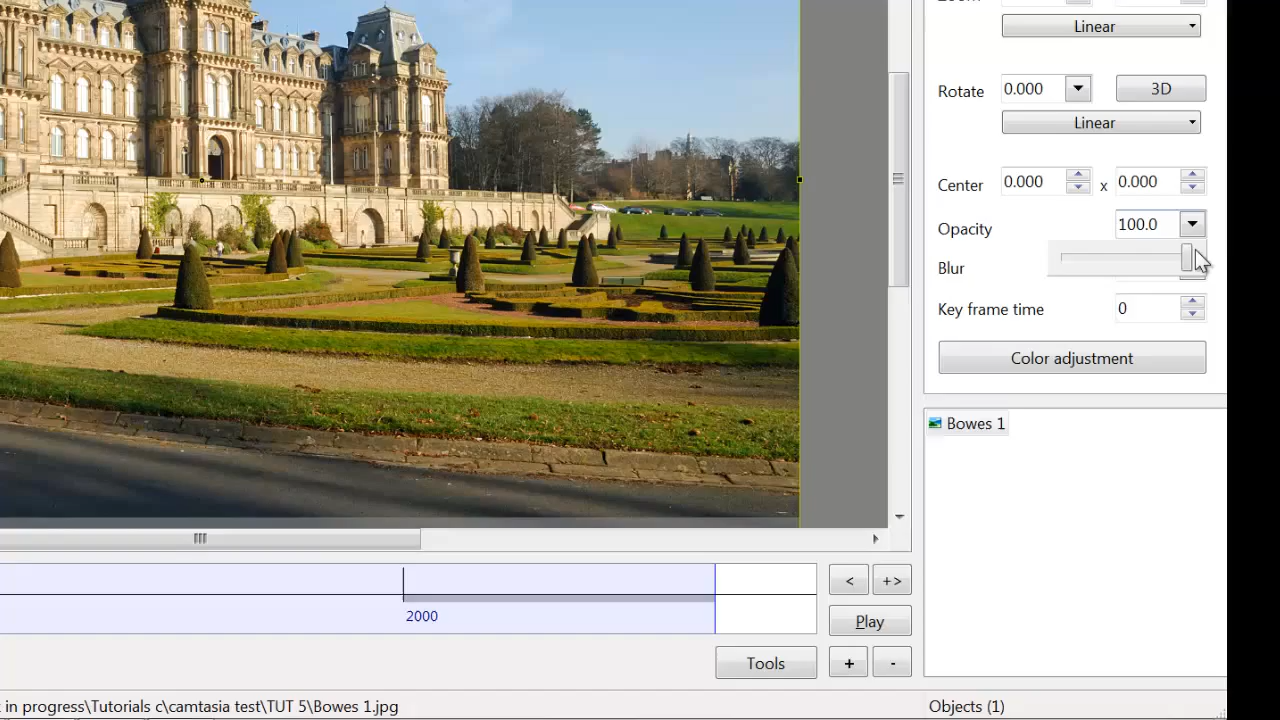 Linear
Rotate 0.000 3D
Linear
Center 0.000 x 0.000
Opacity 100.0
Blur
Key frame time 0
Color adjustment
Bowes 1
< +>
2000
Play
Tools + -
in progress\Tutorials c\camtasia test\TUT 5\Bowes 1.jpg Objects (1)